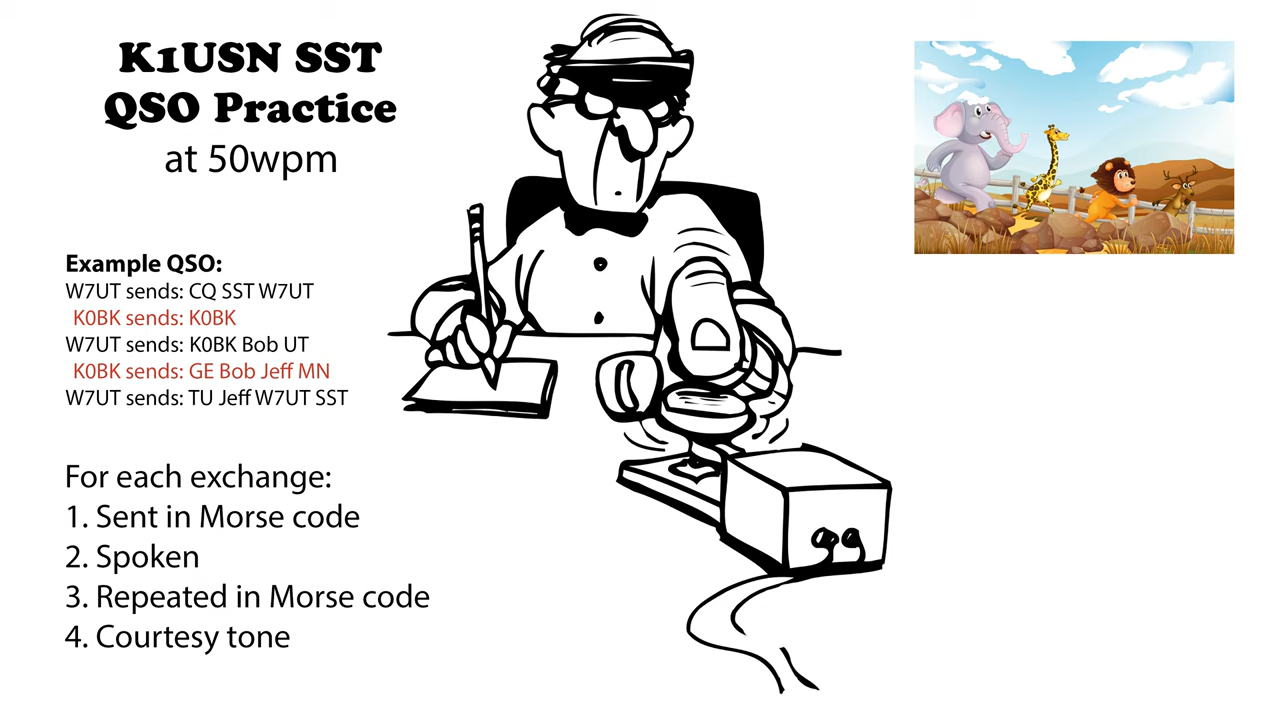 K1USN SST
QSO Practice
at 50wpm
Example QSO:
W7UT sends: CQ SST W7UT
K0BK sends: K0BK
W7UT sends: K0BK Bob UT
K0BK sends: GE Bob Jeff MN
W7UT sends: TU Jeff W7UT SST
For each exchange:
1. Sent in Morse code
2. Spoken
3. Repeated in Morse code
4. Courtesy tone